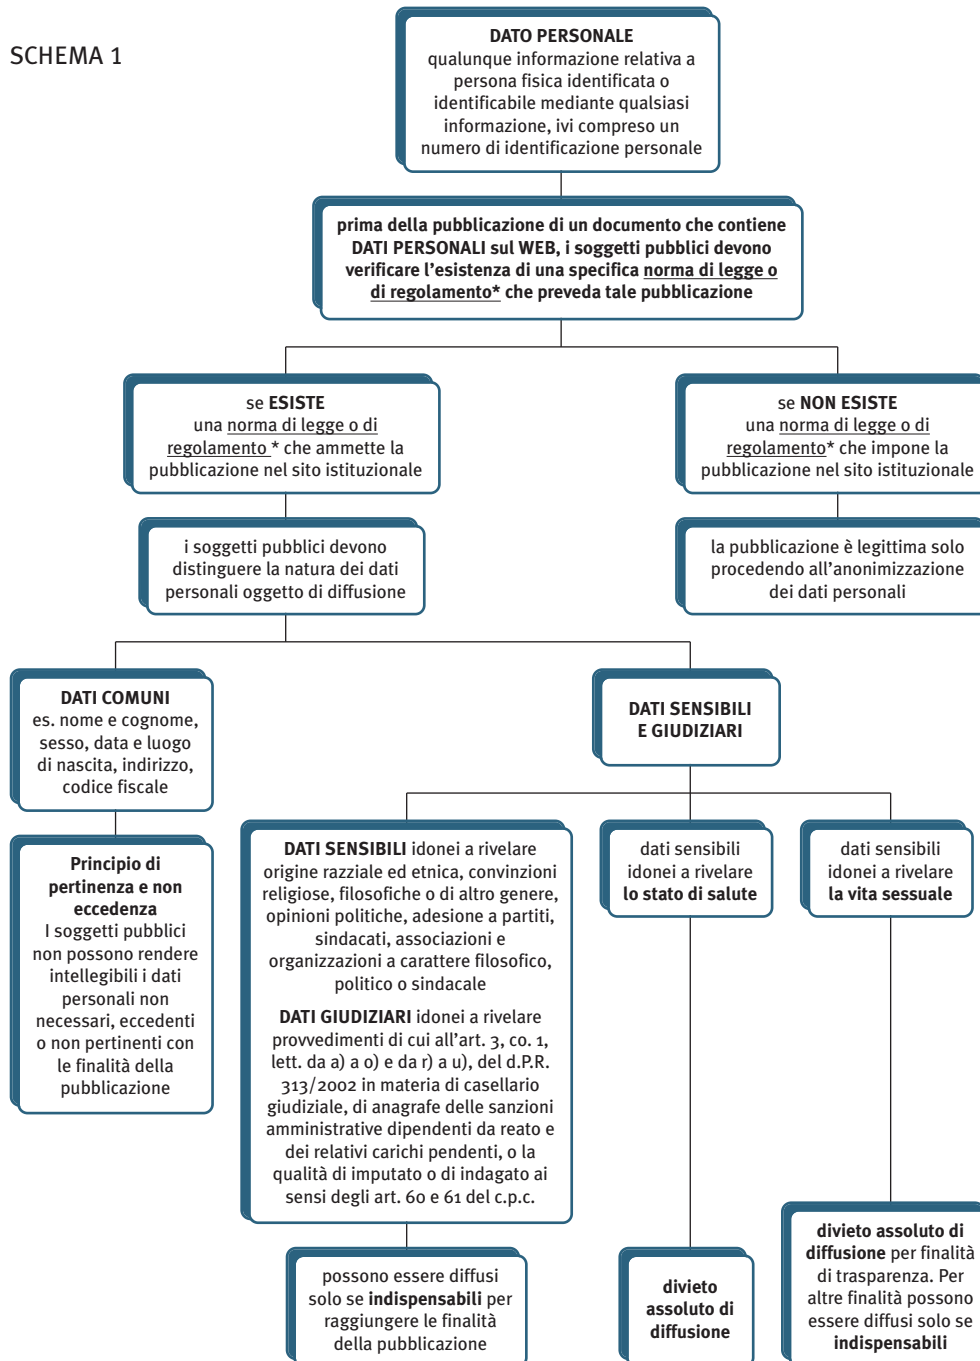 SCHEMA 1
DATO PERSONALE
qualunque informazione relativa a
persona fisica identificata o
identificabile mediante qualsiasi
informazione, ivi compreso un
numero di identificazione personale
prima della pubblicazione di un documento che contiene
DATI PERSONALI sul WEB, i soggetti pubblici devono
verificare l'esistenza di una specifica norma di legge o
di regolamento* che preveda tale pubblicazione
se ESISTE
una norma di legge o di
regolamento * che ammette la
pubblicazione nel sito istituzionale
se NON ESISTE
una norma di legge o di
regolamento* che impone la
pubblicazione nel sito istituzionale
i soggetti pubblici devono
distinguere la natura dei dati
personali oggetto di diffusione
la pubblicazione è legittima solo
procedendo all'anonimizzazione
dei dati personali
DATI COMUNI
es. nome e cognome,
sesso, data e luogo
di nascita, indirizzo,
codice fiscale
DATI SENSIBILI
E GIUDIZIARI
Principio di
pertinenza e non
eccedenza
I soggetti pubblici
non possono rendere
intellegibili i dati
personali non
necessari, eccedenti
o non pertinenti con
le finalità della
pubblicazione
DATI SENSIBILI idonei a rivelare
origine razziale ed etnica, convinzioni
religiose, filosofiche o di altro genere,
opinioni politiche, adesione a partiti,
sindacati, associazioni e
organizzazioni a carattere filosofico,
politico o sindacale
DATI GIUDIZIARI idonei a rivelare
provvedimenti di cui all'art. 3, co. 1,
lett. da a) a o) e da r) a u), del d.P.R.
313/2002 in materia di casellario
giudiziale, di anagrafe delle sanzioni
amministrative dipendenti da reato e
dei relativi carichi pendenti, o la
qualità di imputato o di indagato ai
sensi degli art. 60 e 61 del c.p.c.
dati sensibili
idonei a rivelare
lo stato di salute
dati sensibili
idonei a rivelare
la vita sessuale
possono essere diffusi
solo se indispensabili per
raggiungere le finalità
della pubblicazione
divieto
assoluto di
diffusione
divieto assoluto di
diffusione per finalità
di trasparenza. Per
altre finalità possono
essere diffusi solo se
indispensabili